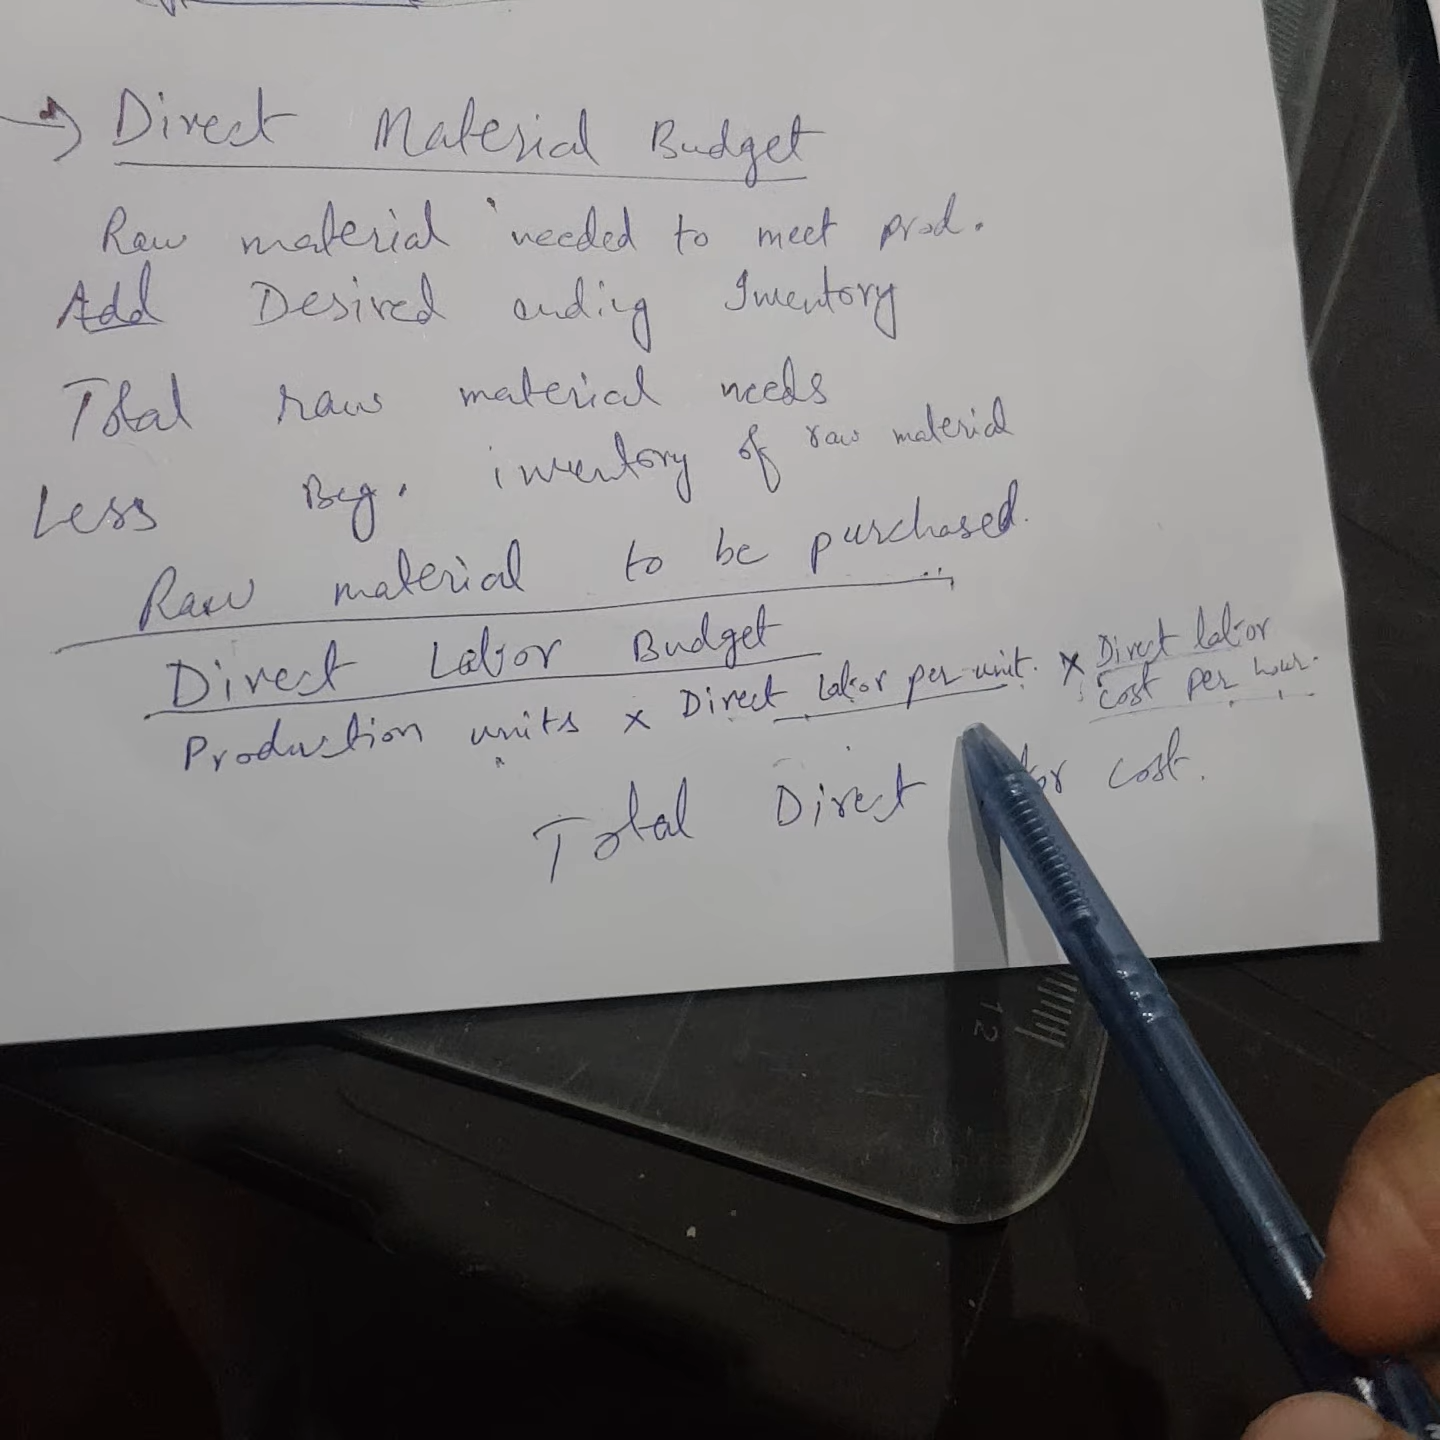 → Direct Material Budget
Raw material needed to meet prod.
Add Desired ending Inventory
Total raw material needs
Less Beg. inventory of raw material
Raw material to be purchased.
Direct Labor Budget
Production units x Direct labor per unit. x Direct labor cost per hour.
Total Direct or cost.
12